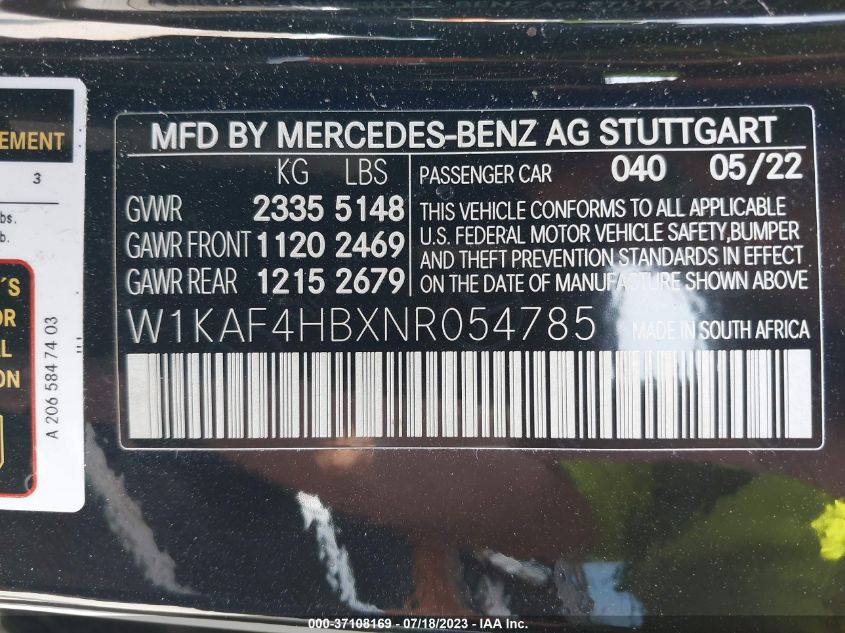 MFD BY MERCEDES-BENZ AG STUTTGART
KG LBS
GVWR 2335 5148
GAWR FRONT 1120 2469
GAWR REAR 1215 2679
PASSENGER CAR 040 05/22
THIS VEHICLE CONFORMS TO ALL APPLICABLE
U.S. FEDERAL MOTOR VEHICLE SAFETY,BUMPER
AND THEFT PREVENTION STANDARDS IN EFFECT
ON THE DATE OF MANUFACTURE SHOWN ABOVE
W1KAF4HBXNR054785 MADE IN SOUTH AFRICA
EMENT
3
bs.
b.
'S
OR
L
ON
A 206 584 74 03
000-37108169 - 07/18/2023 - IAA Inc.